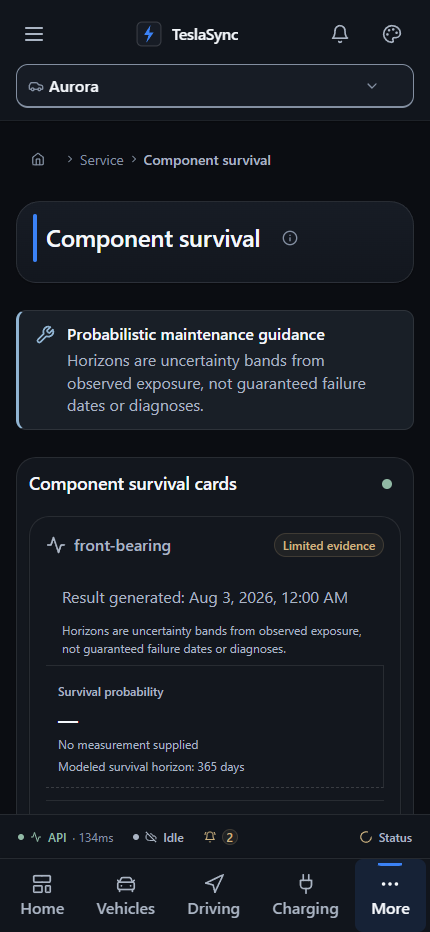 TeslaSync
Aurora
Service
Component survival
Component survival
Probabilistic maintenance guidance
Horizons are uncertainty bands from
observed exposure, not guaranteed failure
dates or diagnoses.
Component survival cards
front-bearing
Limited evidence
Result generated: Aug 3, 2026, 12:00 AM
Horizons are uncertainty bands from observed exposure,
not guaranteed failure dates or diagnoses.
Survival probability
—
No measurement supplied
Modeled survival horizon: 365 days
API · 134ms
Idle
2
Status
Home
Vehicles
Driving
Charging
More